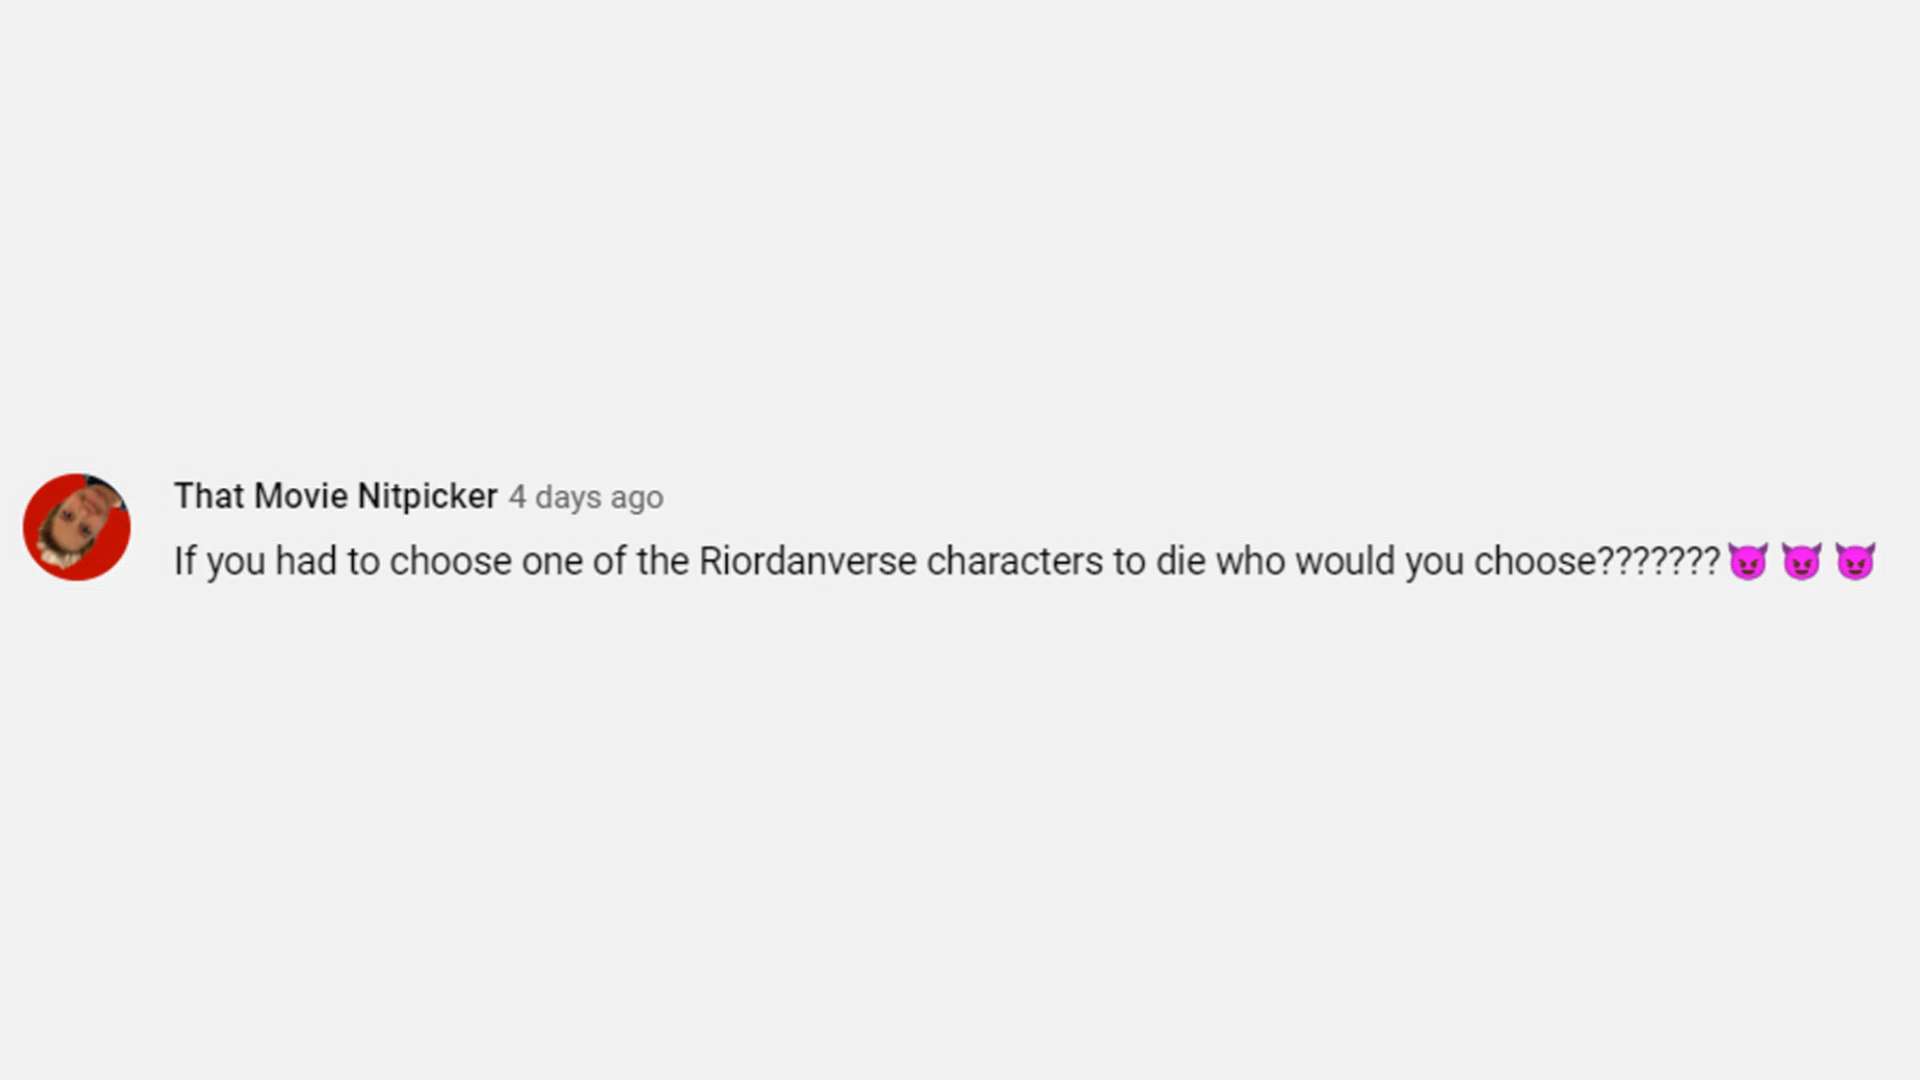 That Movie Nitpicker 4 days ago
If you had to choose one of the Riordanverse characters to die who would you choose???????😈 😈 😈